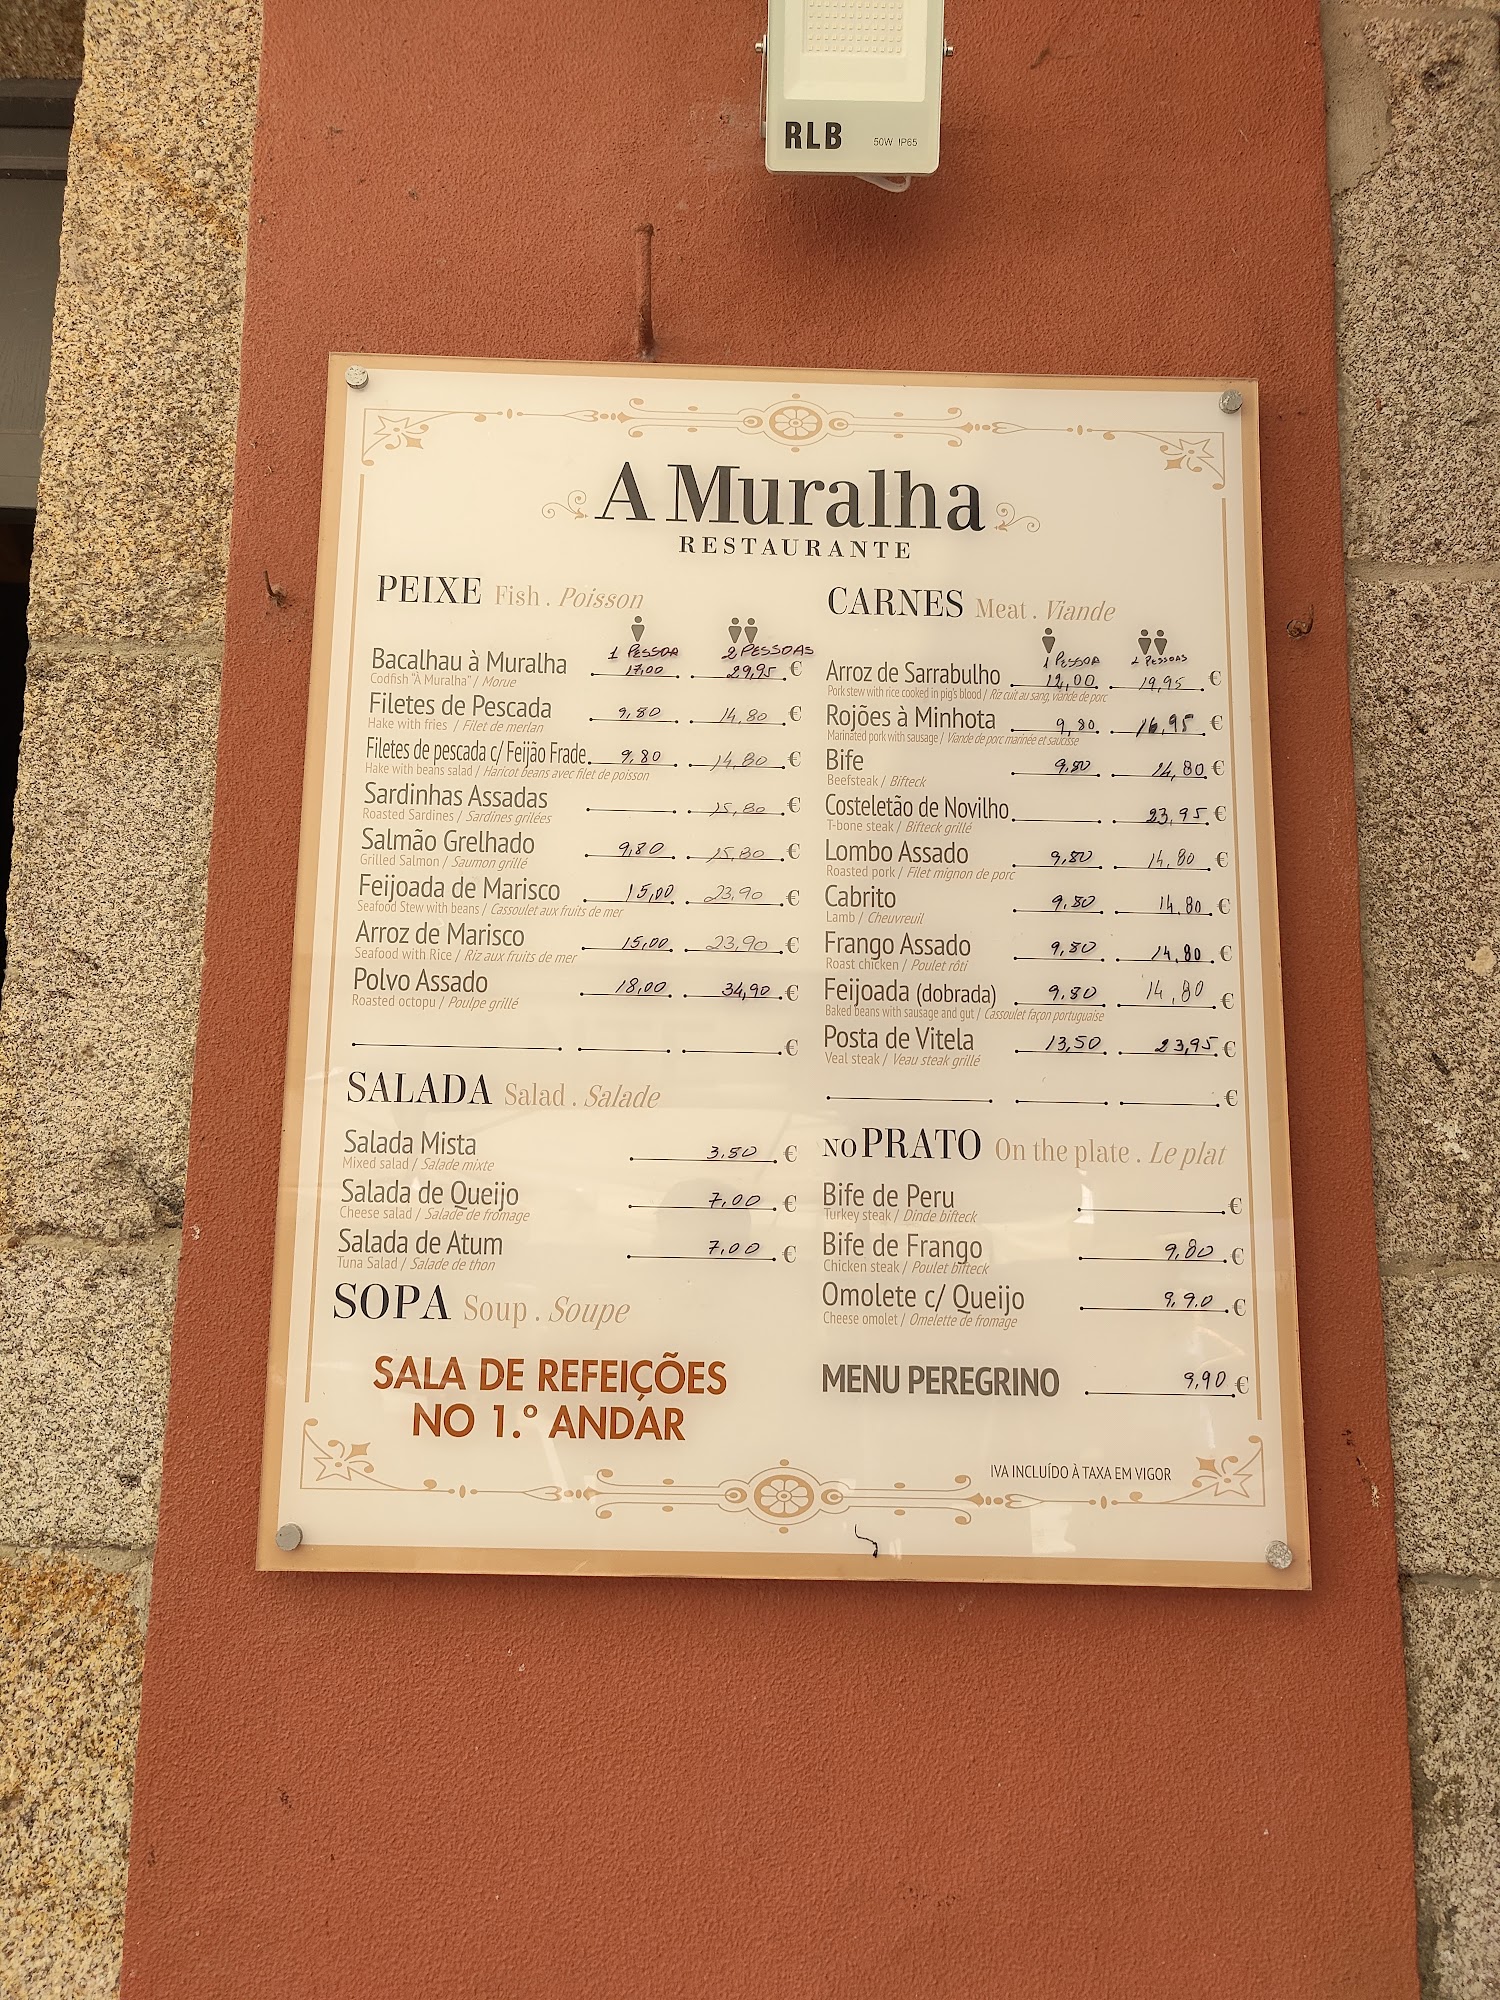 RLB
50W IP65
A Muralha
RESTAURANTE
PEIXE Fish . Poisson
1 PESSOA 2 PESSOAS
Bacalhau à Muralha 17,00 29,95 €
Codfish "À Muralha" / Morue
Filetes de Pescada 9,80 14,80 €
Hake with fries / Filet de merlan
Filetes de pescada c/ Feijão Frade 9,80 14,80 €
Hake with beans salad / Haricot beans avec filet de poisson
Sardinhas Assadas 15,80 €
Roasted Sardines / Sardines grilées
Salmão Grelhado 9,80 15,80 €
Grilled Salmon / Saumon grillé
Feijoada de Marisco 15,00 23,90 €
Seafood Stew with beans / Cassoulet aux fruits de mer
Arroz de Marisco 15,00 23,90 €
Seafood with Rice / Riz aux fruits de mer
Polvo Assado 18,00 34,90 €
Roasted octopu / Poulpe grillé
€
SALADA Salad . Salade
Salada Mista 3,80 €
Mixed salad / Salade mixte
Salada de Queijo 7,00 €
Cheese salad / Salade de fromage
Salada de Atum 7,00 €
Tuna Salad / Salade de thon
SOPA Soup . Soupe
SALA DE REFEIÇÕES
NO 1.º ANDAR
CARNES Meat . Viande
1 PESSOA 2 PESSOAS
Arroz de Sarrabulho 12,00 19,95 €
Pork stew with rice cooked in pig's blood / Riz cuit au sang, viande de porc
Rojões à Minhota 9,80 16,95 €
Marinated pork with sausage / Viande de porc marinée et saucisse
Bife 9,80 14,80 €
Beefsteak / Bifteck
Costeletão de Novilho 23,95 €
T-bone steak / Bifteck grillé
Lombo Assado 9,80 14,80 €
Roasted pork / Filet mignon de porc
Cabrito 9,80 14,80 €
Lamb / Cheuvreuil
Frango Assado 9,80 14,80 €
Roast chicken / Poulet rôti
Feijoada (dobrada) 9,80 14,80 €
Baked beans with sausage and gut / Cassoulet façon portuguaise
Posta de Vitela 13,50 23,95 €
Veal steak / Veau steak grillé
€
NO PRATO On the plate . Le plat
Bife de Peru €
Turkey steak / Dinde bifteck
Bife de Frango 9,80 €
Chicken steak / Poulet bifteck
Omolete c/ Queijo 9,90 €
Cheese omolet / Omelette de fromage
MENU PEREGRINO 9,90 €
IVA INCLUÍDO À TAXA EM VIGOR